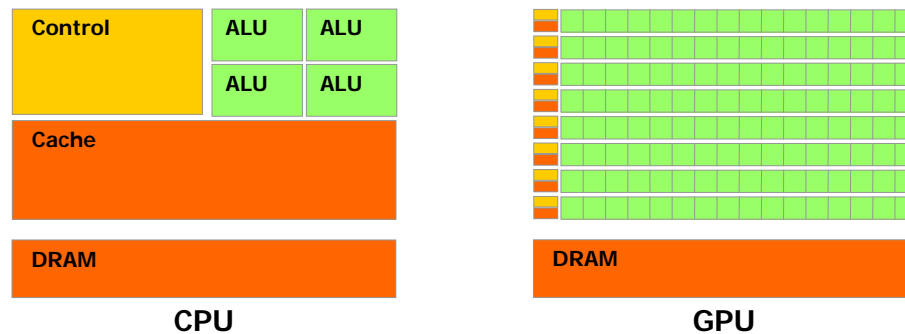 Control
ALU
ALU
ALU
ALU
Cache
DRAM
CPU
DRAM
GPU